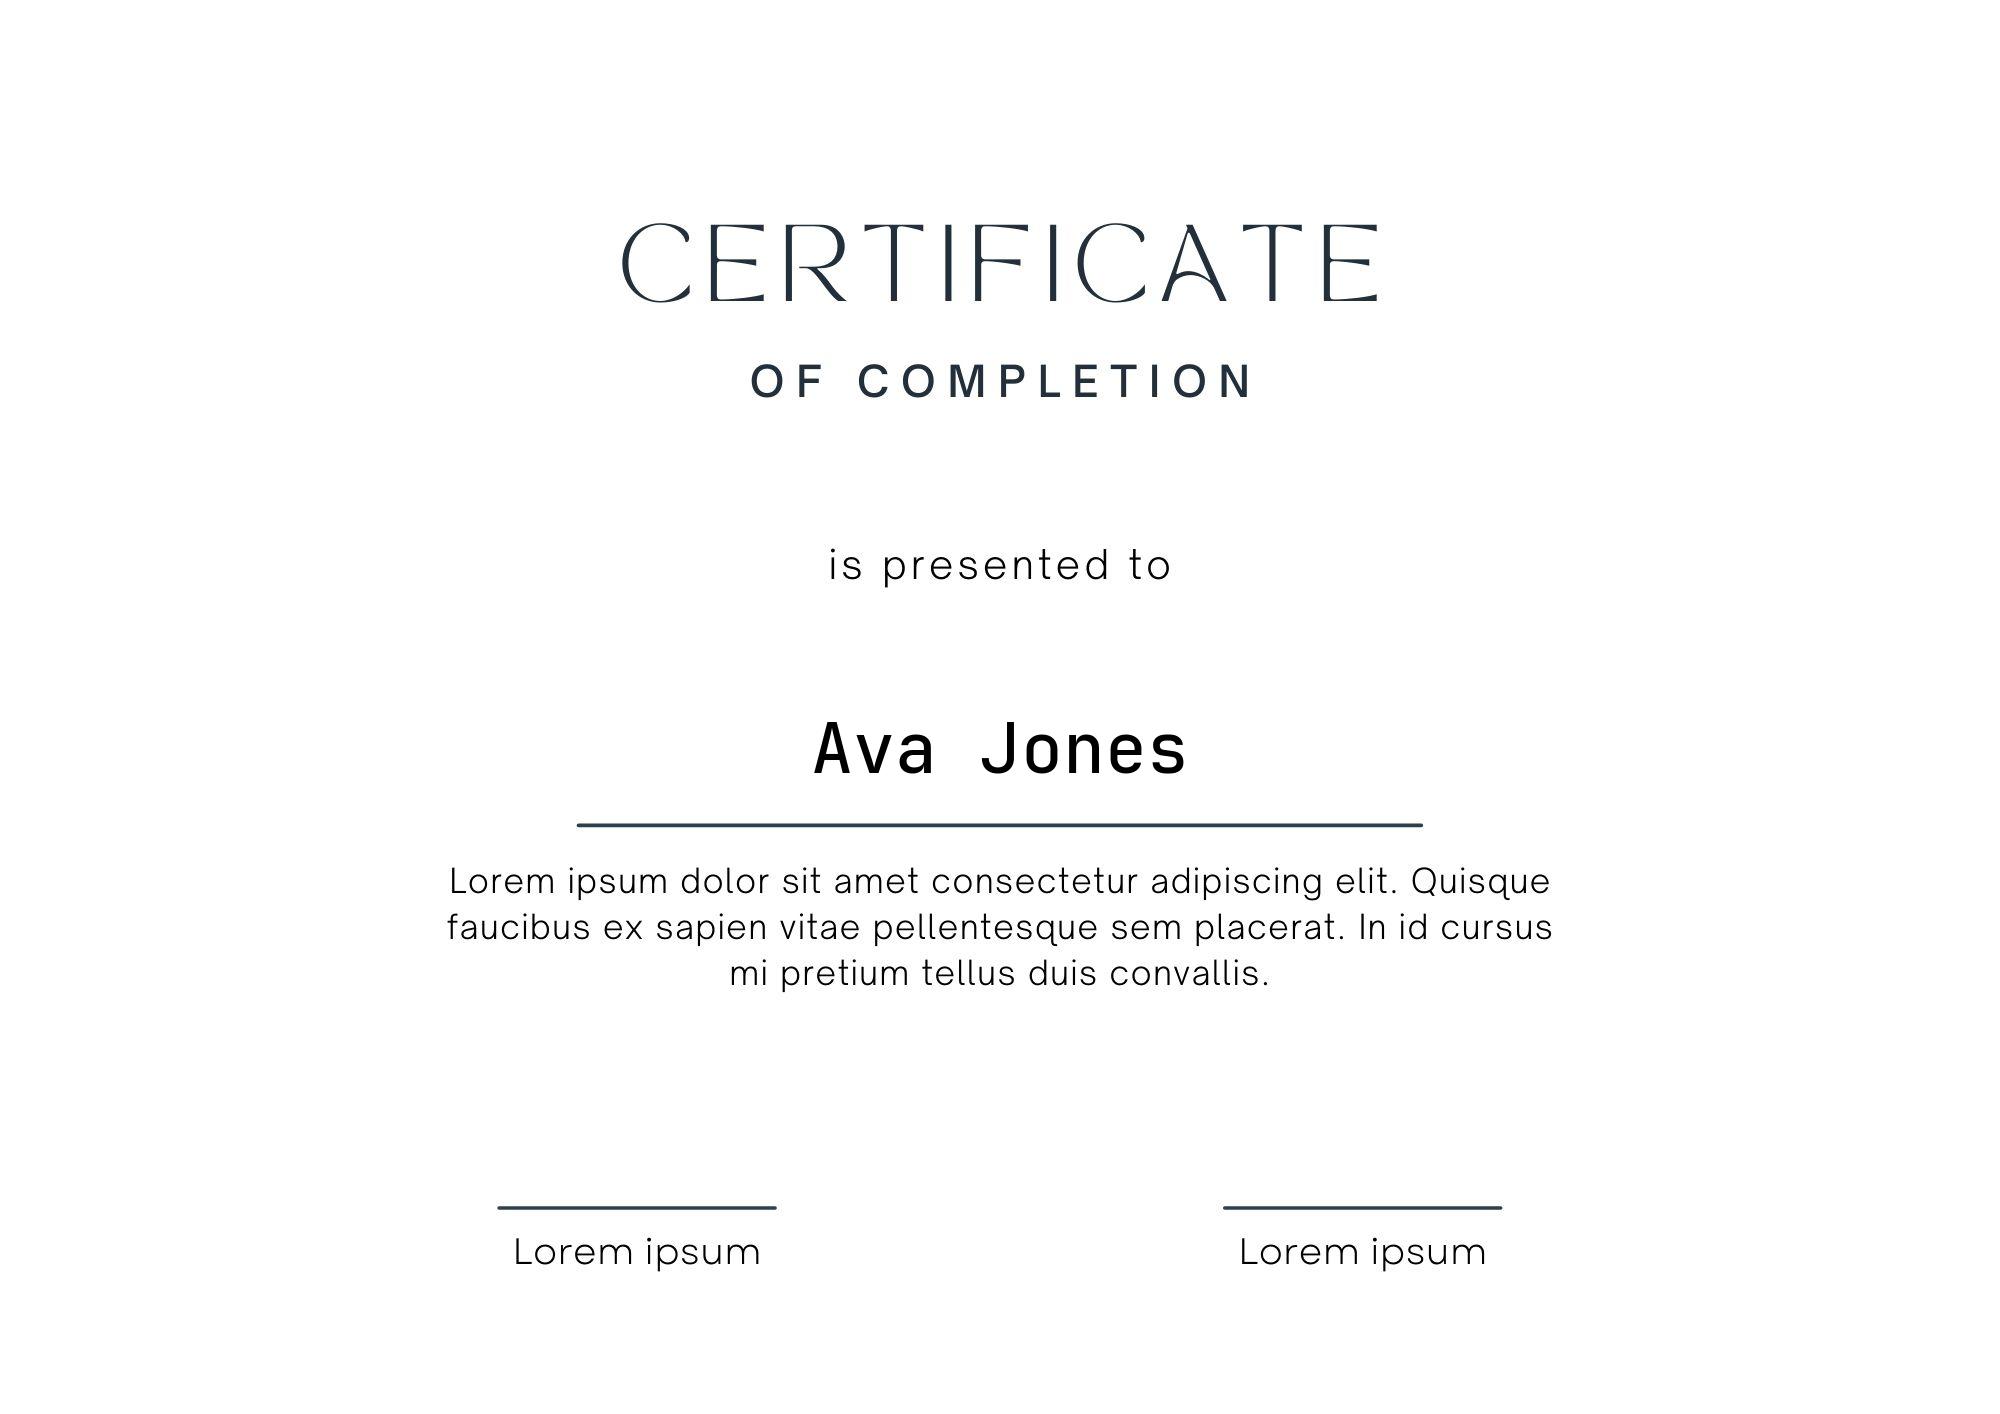 CERTIFICATE
OF COMPLETION
is presented to
Ava Jones
Lorem ipsum dolor sit amet consectetur adipiscing elit. Quisque
faucibus ex sapien vitae pellentesque sem placerat. In id cursus
mi pretium tellus duis convallis.
Lorem ipsum
Lorem ipsum